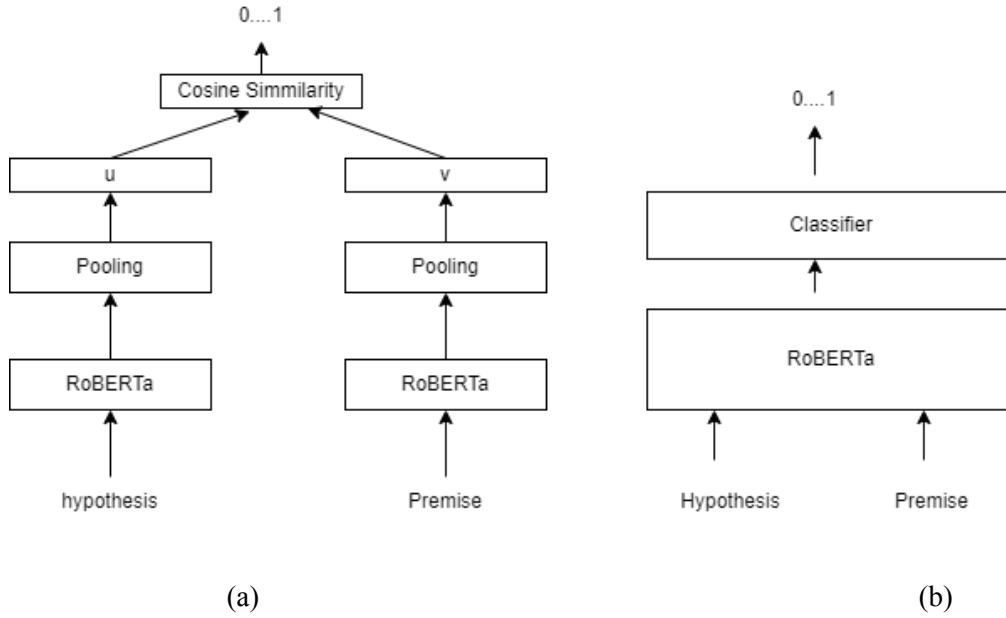 0....1
Cosine Simmilarity
u
v
Pooling
Pooling
RoBERTa
RoBERTa
hypothesis
Premise
(a)
0....1
Classifier
RoBERTa
Hypothesis
Premise
(b)